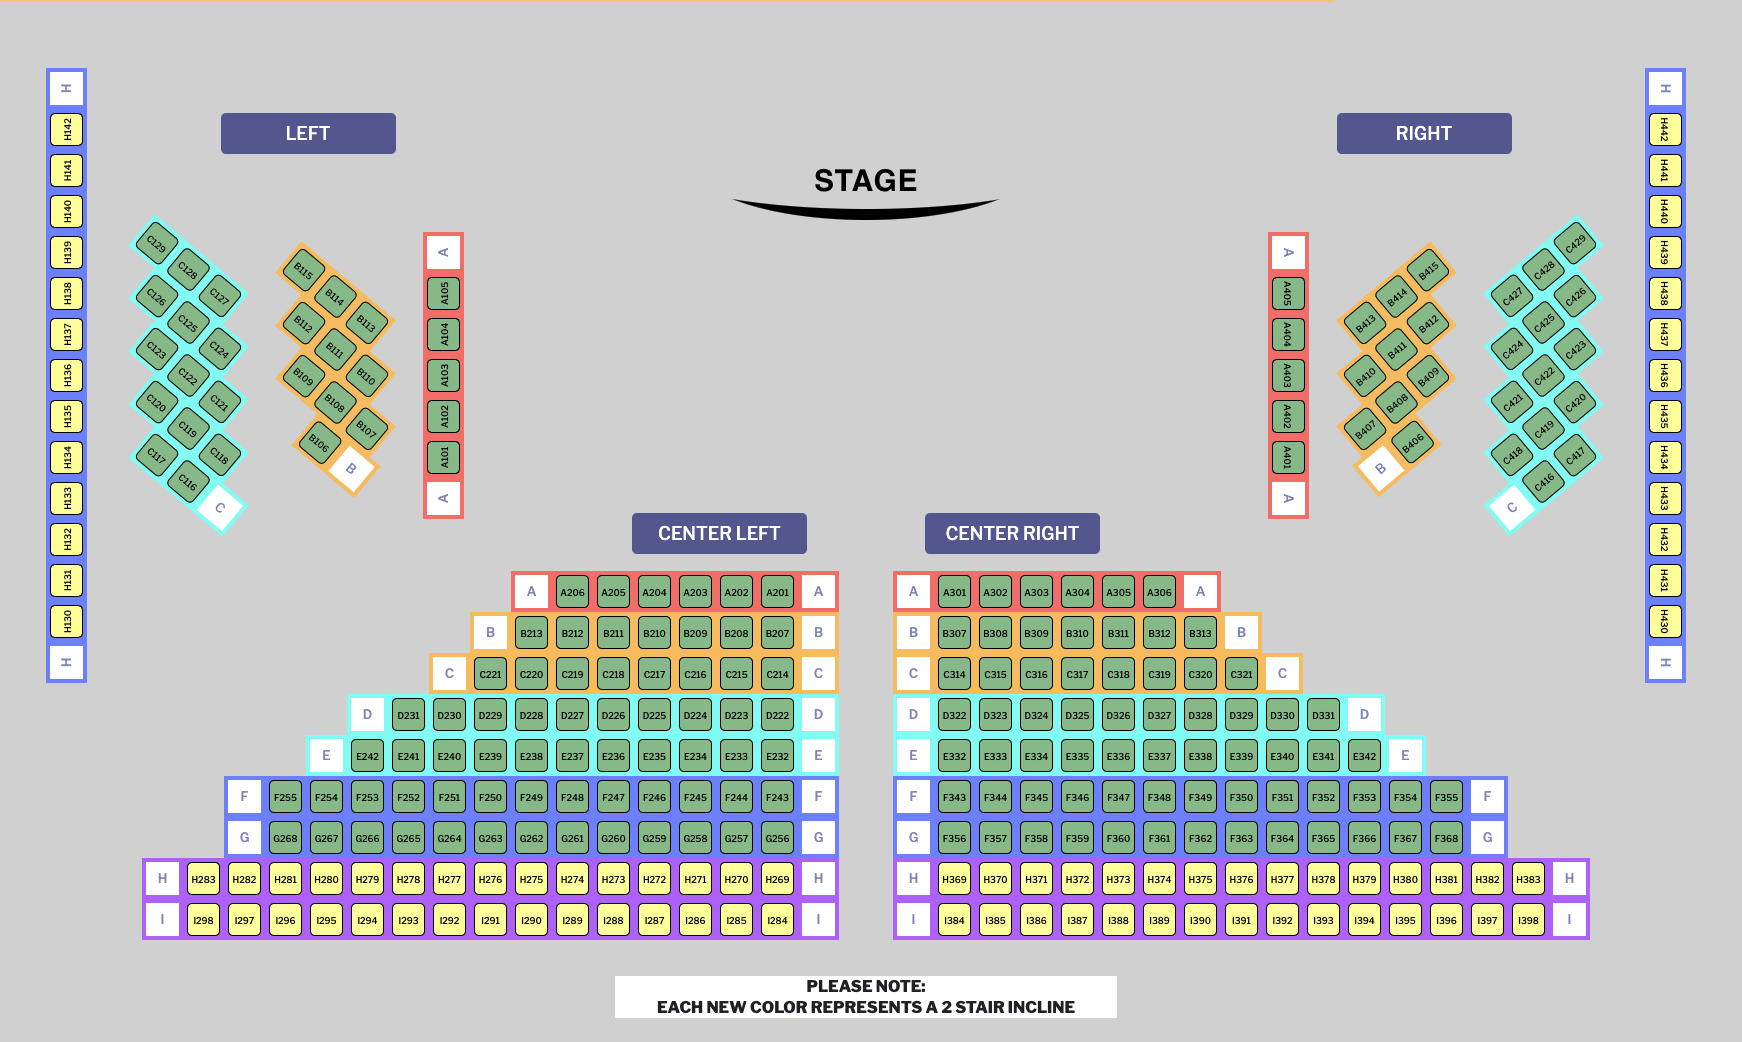 LEFT
RIGHT
STAGE
H
H142
H141
H140
H139
H138
H137
H136
H135
H134
H133
H132
H131
H130
H
C129
C128
C127
C126
C125
C124
C123
C122
C121
C120
C119
C118
C117
C116
C
B115
B114
B113
B112
B111
B110
B109
B108
B107
B106
B
A
A105
A104
A103
A102
A101
A
A
A405
A404
A403
A402
A401
A
B415
B414
B413
B412
B411
B410
B409
B408
B407
B406
B
C429
C428
C427
C426
C425
C424
C423
C422
C421
C420
C419
C418
C417
C416
C
H
H442
H441
H440
H439
H438
H437
H436
H435
H434
H433
H432
H431
H430
H
CENTER LEFT
A A206 A205 A204 A203 A202 A201 A
B B213 B212 B211 B210 B209 B208 B207 B
C C221 C220 C219 C218 C217 C216 C215 C214 C
D D231 D230 D229 D228 D227 D226 D225 D224 D223 D222 D
E E242 E241 E240 E239 E238 E237 E236 E235 E234 E233 E232 E
F F255 F254 F253 F252 F251 F250 F249 F248 F247 F246 F245 F244 F243 F
G G268 G267 G266 G265 G264 G263 G262 G261 G260 G259 G258 G257 G256 G
H H283 H282 H281 H280 H279 H278 H277 H276 H275 H274 H273 H272 H271 H270 H269 H
I I298 I297 I296 I295 I294 I293 I292 I291 I290 I289 I288 I287 I286 I285 I284 I
CENTER RIGHT
A A301 A302 A303 A304 A305 A306 A
B B307 B308 B309 B310 B311 B312 B313 B
C C314 C315 C316 C317 C318 C319 C320 C321 C
D D322 D323 D324 D325 D326 D327 D328 D329 D330 D331 D
E E332 E333 E334 E335 E336 E337 E338 E339 E340 E341 E342 E
F F343 F344 F345 F346 F347 F348 F349 F350 F351 F352 F353 F354 F355 F
G F356 F357 F358 F359 F360 F361 F362 F363 F364 F365 F366 F367 F368 G
H H369 H370 H371 H372 H373 H374 H375 H376 H377 H378 H379 H380 H381 H382 H383 H
I I384 I385 I386 I387 I388 I389 I390 I391 I392 I393 I394 I395 I396 I397 I398 I
PLEASE NOTE:
EACH NEW COLOR REPRESENTS A 2 STAIR INCLINE